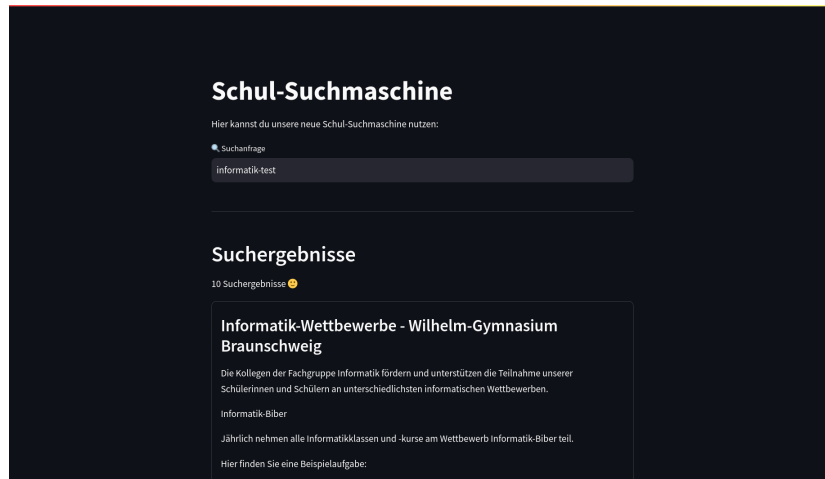 Schul-Suchmaschine
Hier kannst du unsere neue Schul-Suchmaschine nutzen:
🔍 Suchanfrage
informatik-test
Suchergebnisse
10 Suchergebnisse 🙂
Informatik-Wettbewerbe - Wilhelm-Gymnasium
Braunschweig
Die Kollegen der Fachgruppe Informatik fördern und unterstützen die Teilnahme unserer
Schülerinnen und Schülern an unterschiedlichsten informatischen Wettbewerben.
Informatik-Biber
Jährlich nehmen alle Informatikklassen und -kurse am Wettbewerb Informatik-Biber teil.
Hier finden Sie eine Beispielaufgabe: